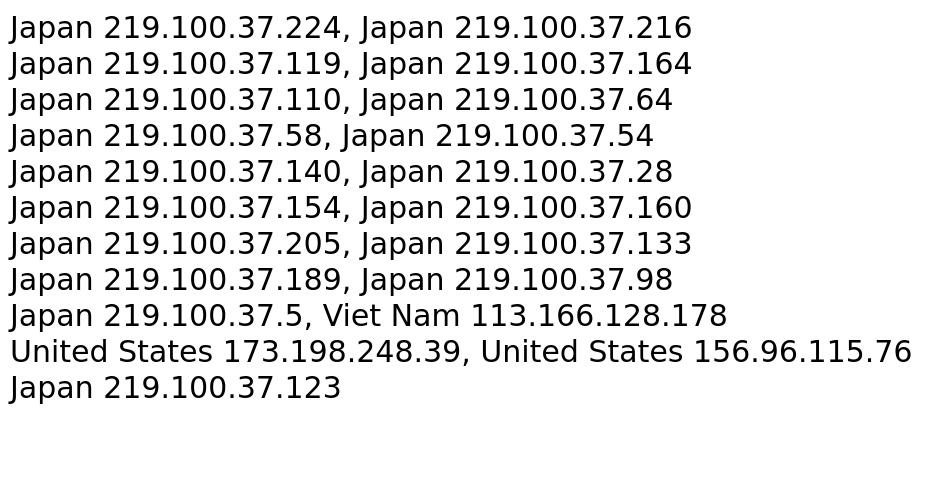 Japan 219.100.37.224, Japan 219.100.37.216
Japan 219.100.37.119, Japan 219.100.37.164
Japan 219.100.37.110, Japan 219.100.37.64
Japan 219.100.37.58, Japan 219.100.37.54
Japan 219.100.37.140, Japan 219.100.37.28
Japan 219.100.37.154, Japan 219.100.37.160
Japan 219.100.37.205, Japan 219.100.37.133
Japan 219.100.37.189, Japan 219.100.37.98
Japan 219.100.37.5, Viet Nam 113.166.128.178
United States 173.198.248.39, United States 156.96.115.76
Japan 219.100.37.123